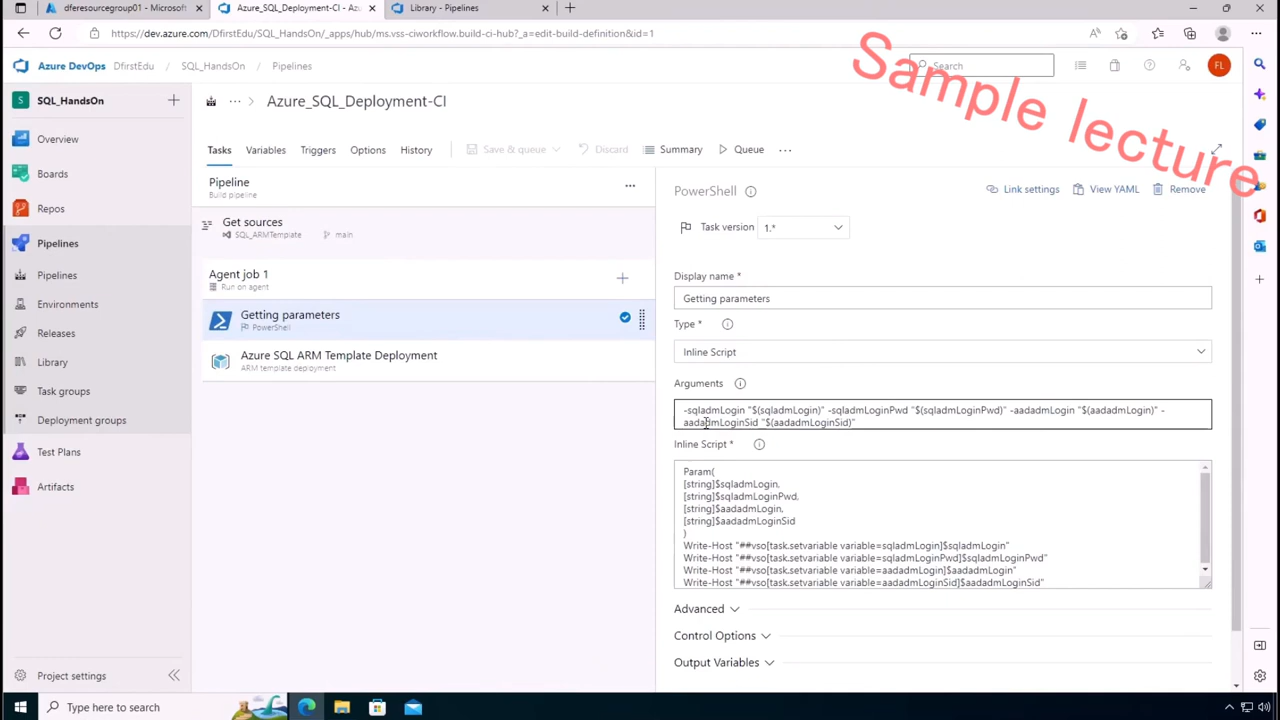 dferesourcegroup01 - Microsoft
Azure_SQL_Deployment-CI - Az
Library - Pipelines
https://dev.azure.com/DfirstEdu/SQL_HandsOn/_apps/hub/ms.vss-ciworkflow.build-ci-hub?_a=edit-build-definition&id=1
Sample lecture
Azure DevOps
DfirstEdu
SQL_HandsOn
Pipelines
Search
FL
S
SQL_HandsOn
Overview
Boards
Repos
Pipelines
Pipelines
Environments
Releases
Library
Task groups
Deployment groups
Test Plans
Artifacts
Project settings
Azure_SQL_Deployment-CI
Tasks
Variables
Triggers
Options
History
Save & queue
Discard
Summary
Queue
Pipeline
Build pipeline
Get sources
SQL_ARMTemplate
main
Agent job 1
Run on agent
Getting parameters
PowerShell
Azure SQL ARM Template Deployment
ARM template deployment
PowerShell
Link settings
View YAML
Remove
Task version
1.*
Display name *
Getting parameters
Type *
Inline Script
Arguments
-sqladmLogin "$(sqladmLogin)" -sqladmLoginPwd "$(sqladmLoginPwd)" -aadadmLogin "$(aadadmLogin)" -
aadadmLoginSid "$(aadadmLoginSid)"
Inline Script *
Param(
[string]$sqladmLogin,
[string]$sqladmLoginPwd,
[string]$aadadmLogin,
[string]$aadadmLoginSid
)
Write-Host "##vso[task.setvariable variable=sqladmLogin]$sqladmLogin"
Write-Host "##vso[task.setvariable variable=sqladmLoginPwd]$sqladmLoginPwd"
Write-Host "##vso[task.setvariable variable=aadadmLogin]$aadadmLogin"
Write-Host "##vso[task.setvariable variable=aadadmLoginSid]$aadadmLoginSid"
Advanced
Control Options
Output Variables
Type here to search